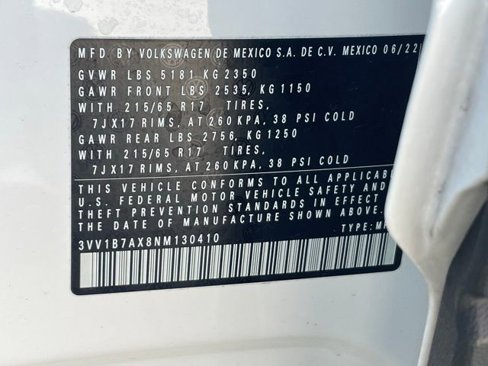 MFD BY VOLKSWAGEN DE MEXICO S.A. DE C.V. MEXICO 06/22
GVWR LBS 5181 KG 2350
GAWR FRONT LBS 2535, KG 1150
WITH 215/65 R17 TIRES,
7JX17 RIMS, AT 260 KPA, 38 PSI COLD
GAWR REAR LBS 2756, KG 1250
WITH 215/65 R17 TIRES,
7JX17 RIMS, AT 260 KPA, 38 PSI COLD
THIS VEHICLE CONFORMS TO ALL APPLICAB
U.S. FEDERAL MOTOR VEHICLE SAFETY AND
THEFT PREVENTION STANDARDS IN EFFECT
THE DATE OF MANUFACTURE SHOWN ABOVE.
3VV1B7AX8NM130410 TYPE: MP